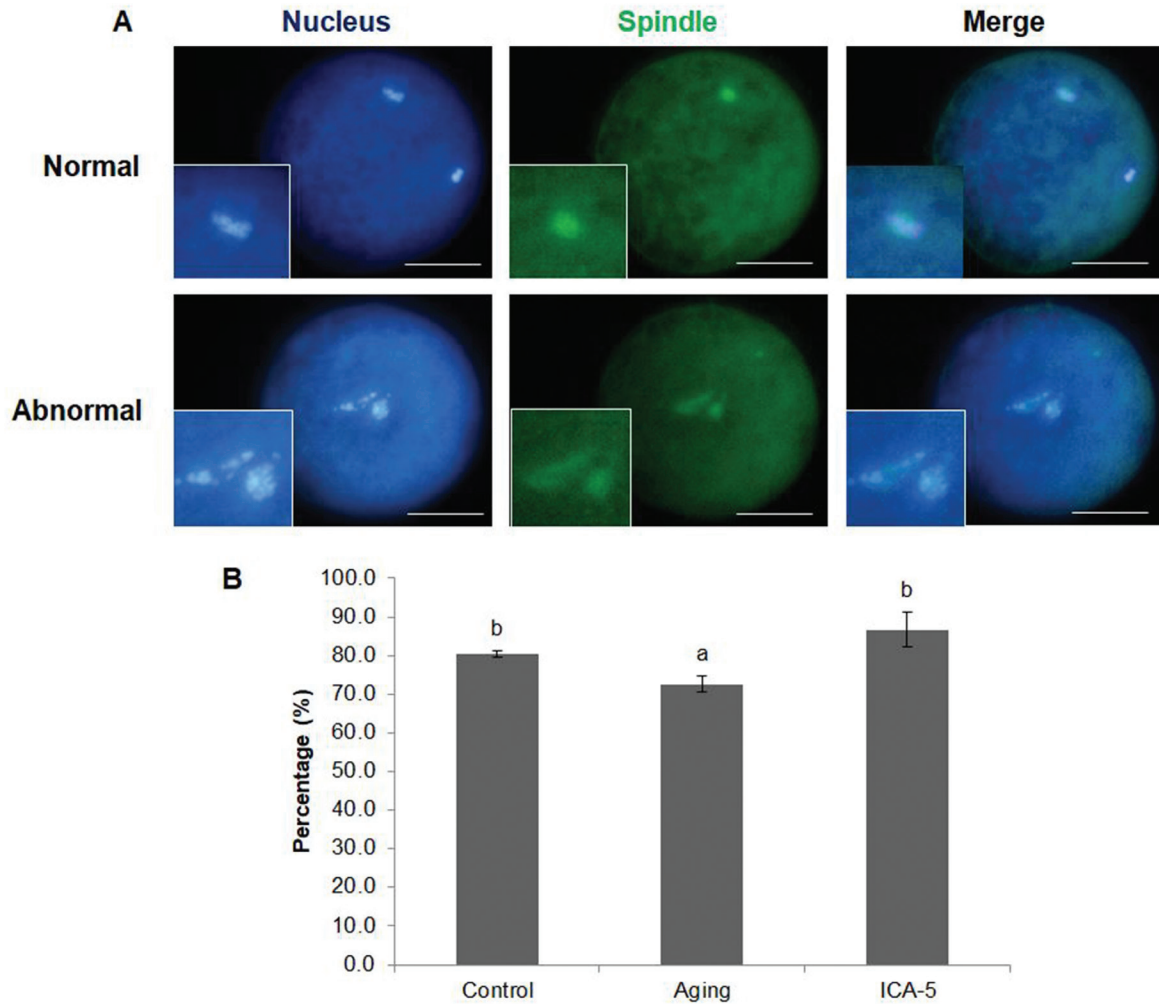 A Nucleus Spindle Merge
Normal
Abnormal
B
100.0
90.0
80.0
70.0
60.0
50.0
40.0
30.0
20.0
10.0
0.0
Percentage (%)
b
a
b
Control Aging ICA-5